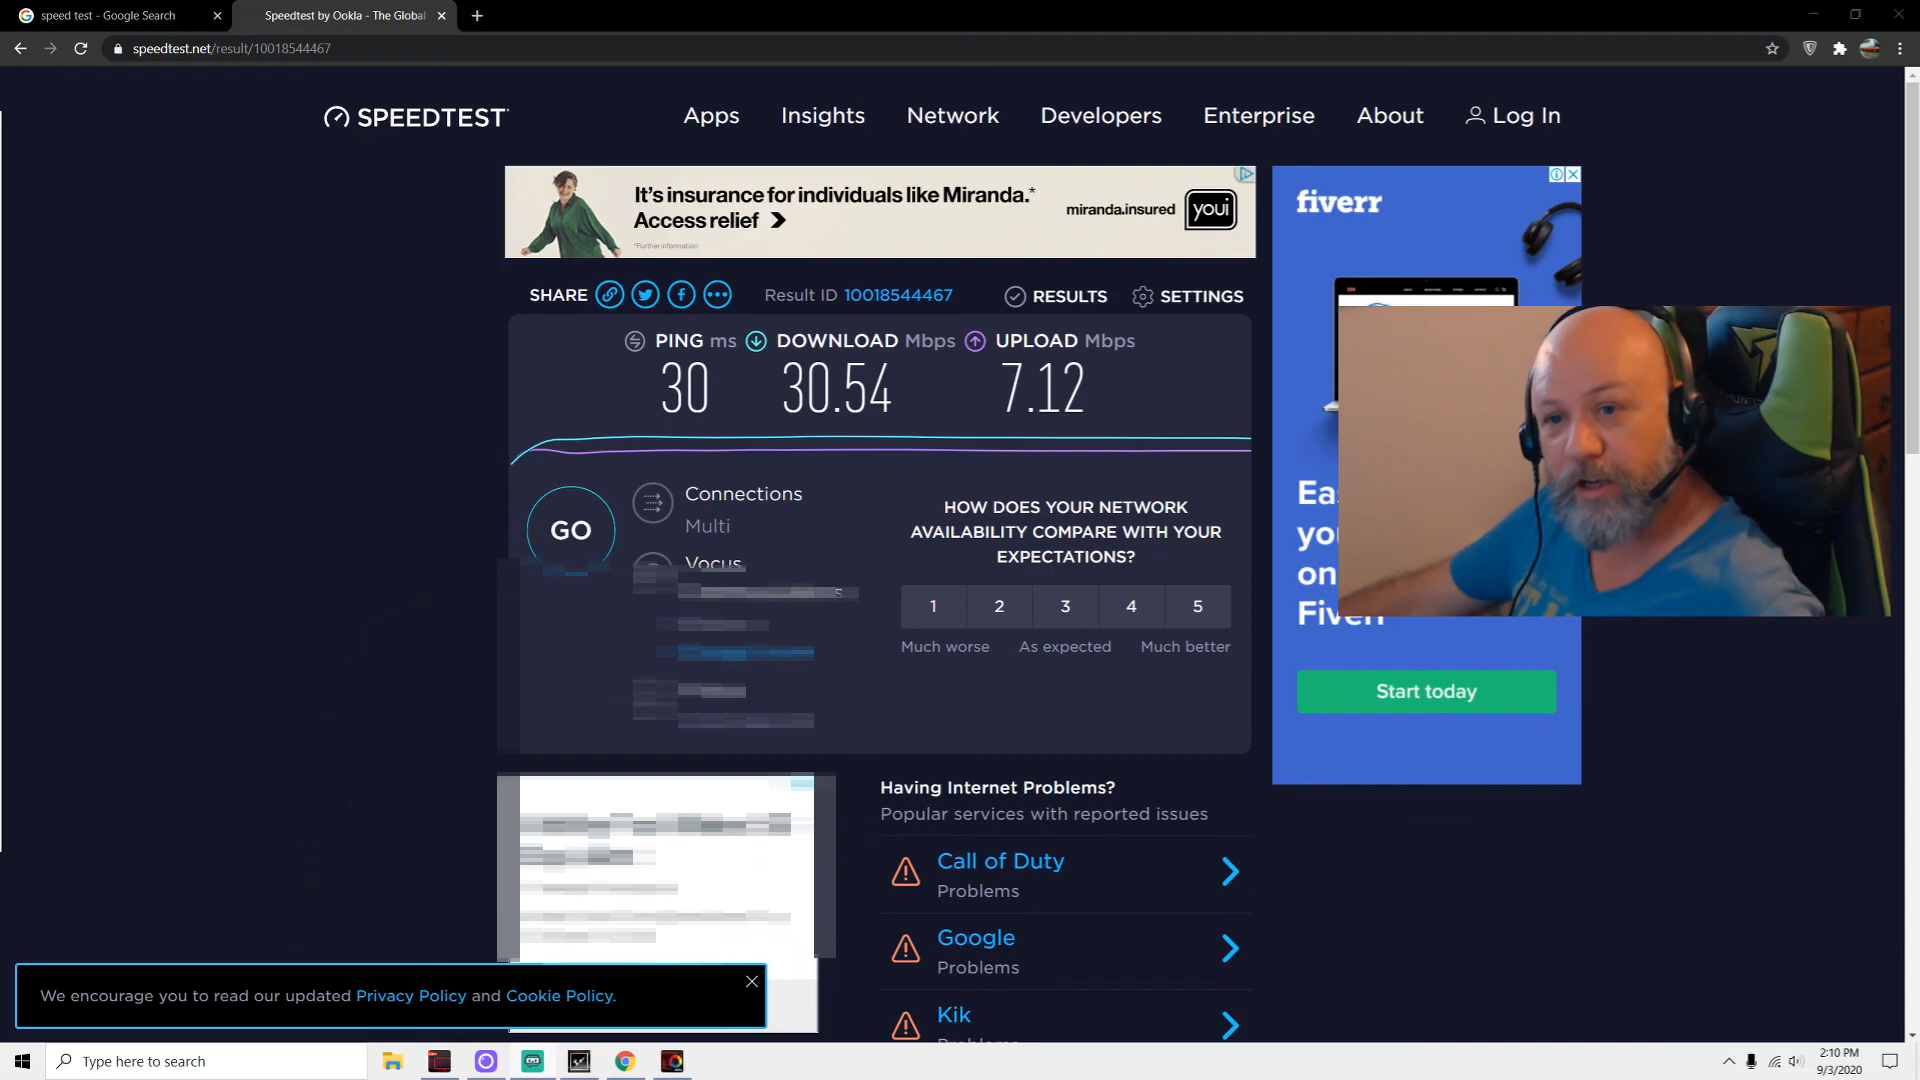 speed test - Google Search
Speedtest by Ookla - The Global
speedtest.net/result/10018544467
SPEEDTEST
Apps
Insights
Network
Developers
Enterprise
About
Log In
It's insurance for individuals like Miranda.*
Access relief
*Further information
miranda.insured
youi
fiverr
SHARE
Result ID 10018544467
RESULTS
SETTINGS
PING ms
DOWNLOAD Mbps
UPLOAD Mbps
30
30.54
7.12
GO
Connections
Multi
Vocus
HOW DOES YOUR NETWORK
AVAILABILITY COMPARE WITH YOUR
EXPECTATIONS?
1
2
3
4
5
Much worse
As expected
Much better
on
Start today
Having Internet Problems?
Popular services with reported issues
Call of Duty
Problems
Google
Problems
Kik
We encourage you to read our updated Privacy Policy and Cookie Policy.
Type here to search
2:10 PM
9/3/2020